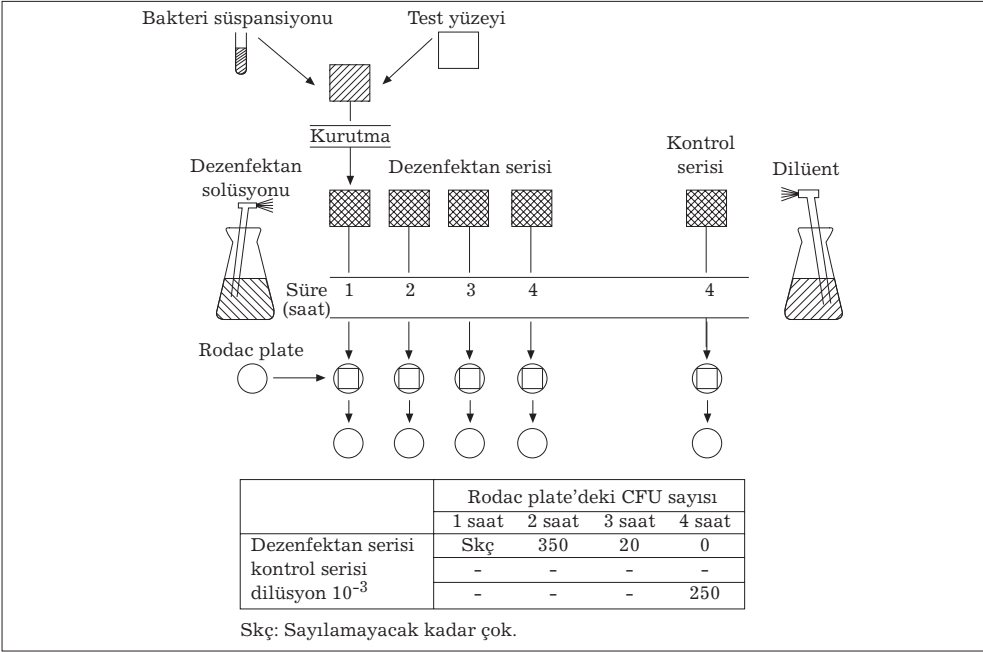 Bakteri süspansiyonu
Test yüzeyi
Kurutma
Dezenfektan
solüsyonu
Dezenfektan serisi
Kontrol
serisi
Dilüent
Süre 1 2 3 4 4
(saat)
Rodac plate
Rodac plate’deki CFU sayısı
1 saat 2 saat 3 saat 4 saat
Dezenfektan serisi Skç 350 20 0
kontrol serisi - - - -
dilüsyon 10⁻³ - - - 250
Skç: Sayılamayacak kadar çok.